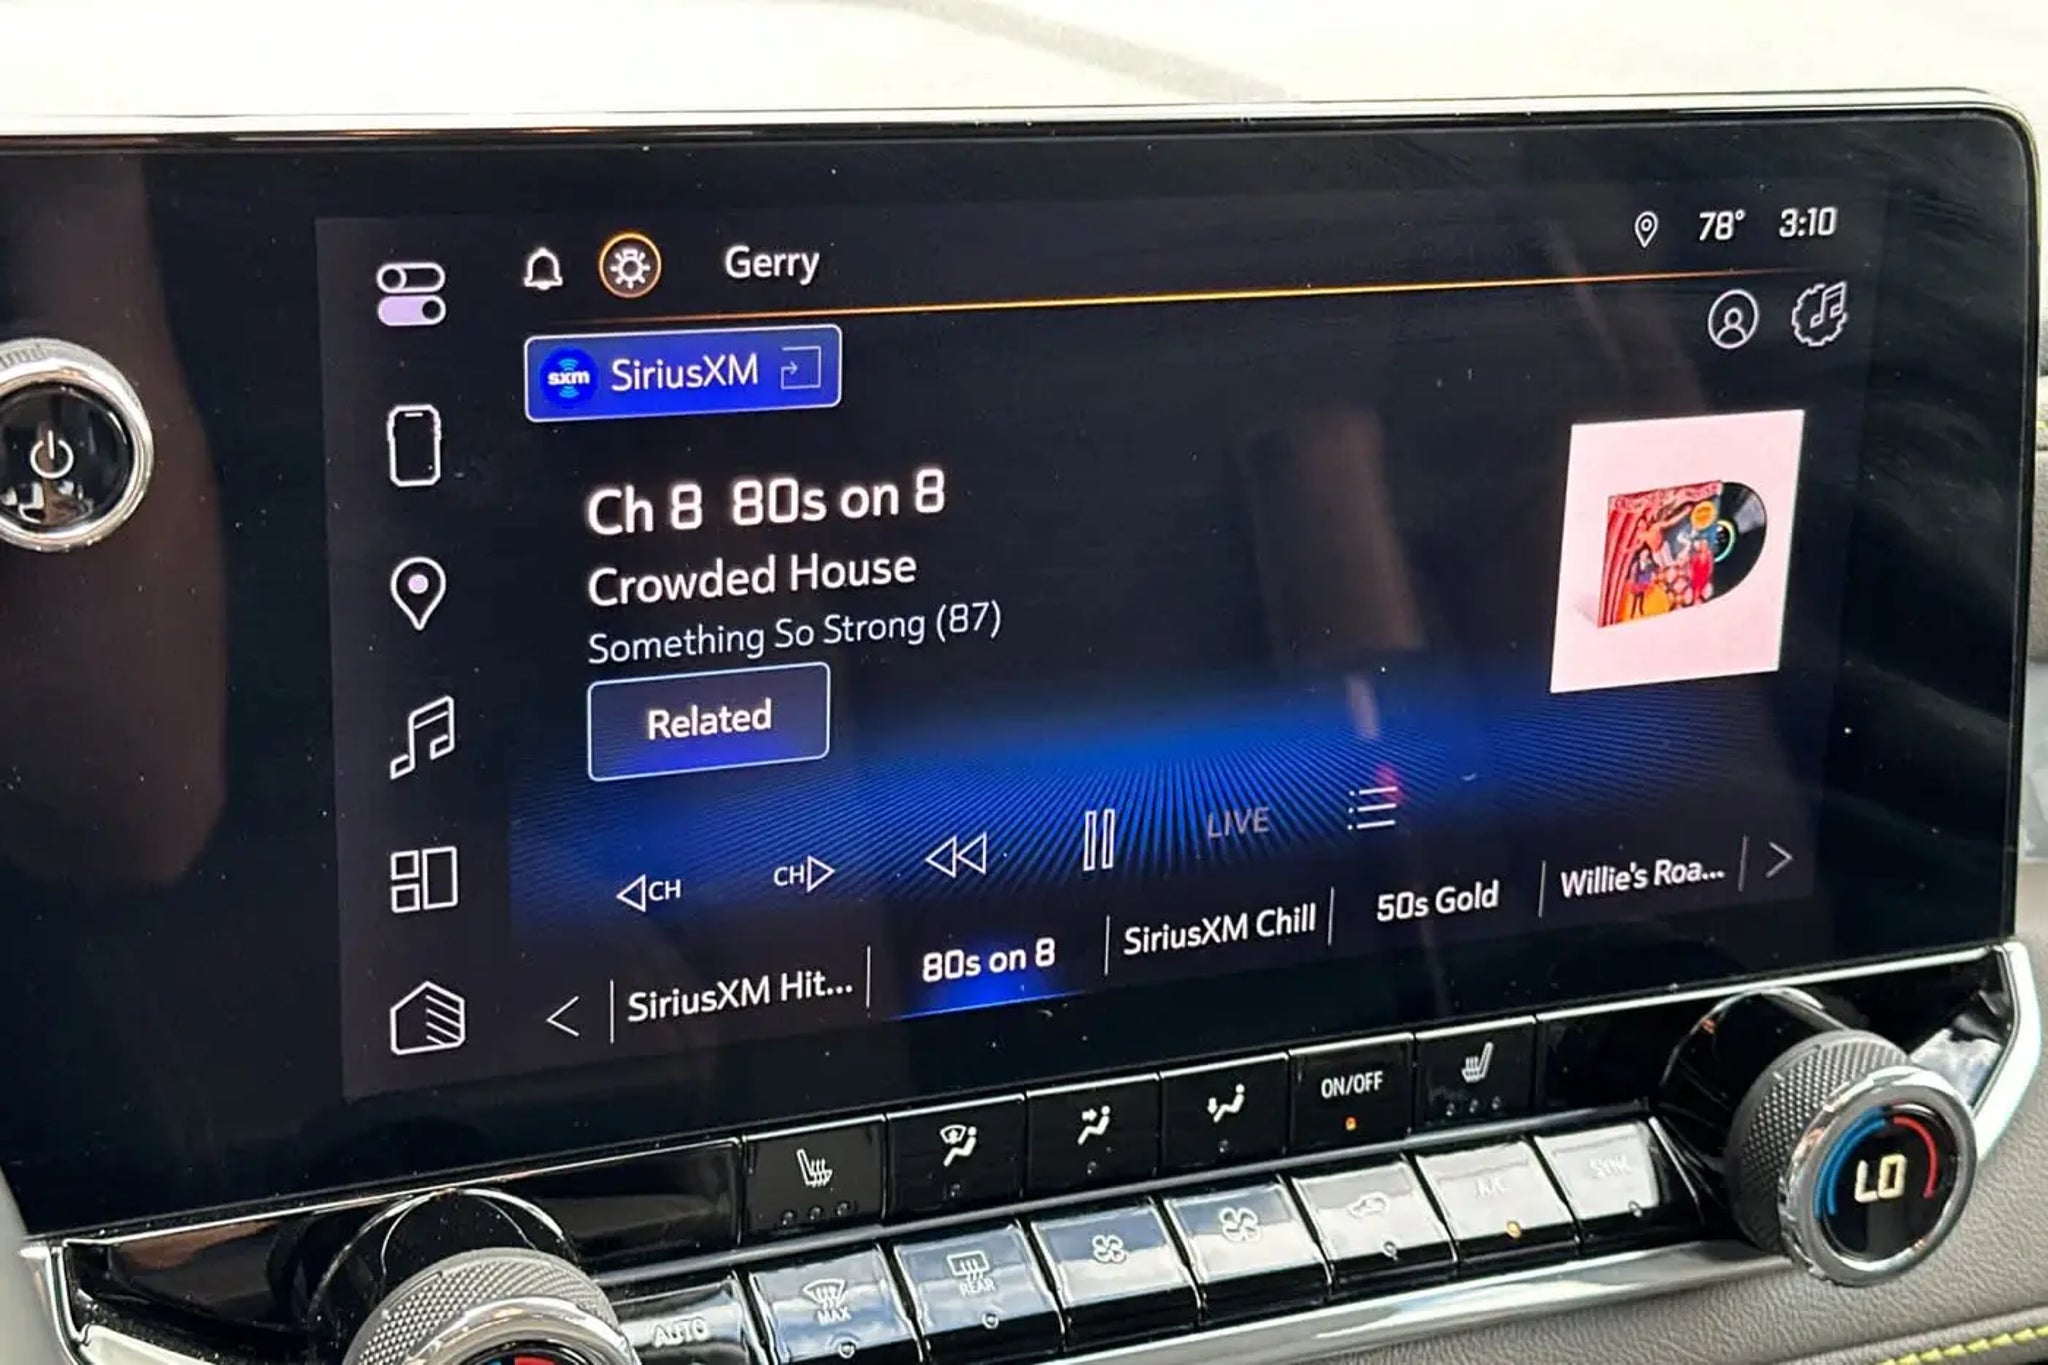 Gerry
78° 3:10
sxm SiriusXM
Ch 8 80s on 8
Crowded House
Something So Strong (87)
Related
CH
CH
LIVE
SiriusXM Hit...
80s on 8
SiriusXM Chill
50s Gold
Willie's Roa...
ON/OFF
AUTO
MAX
REAR
A/C
SYNC
LO